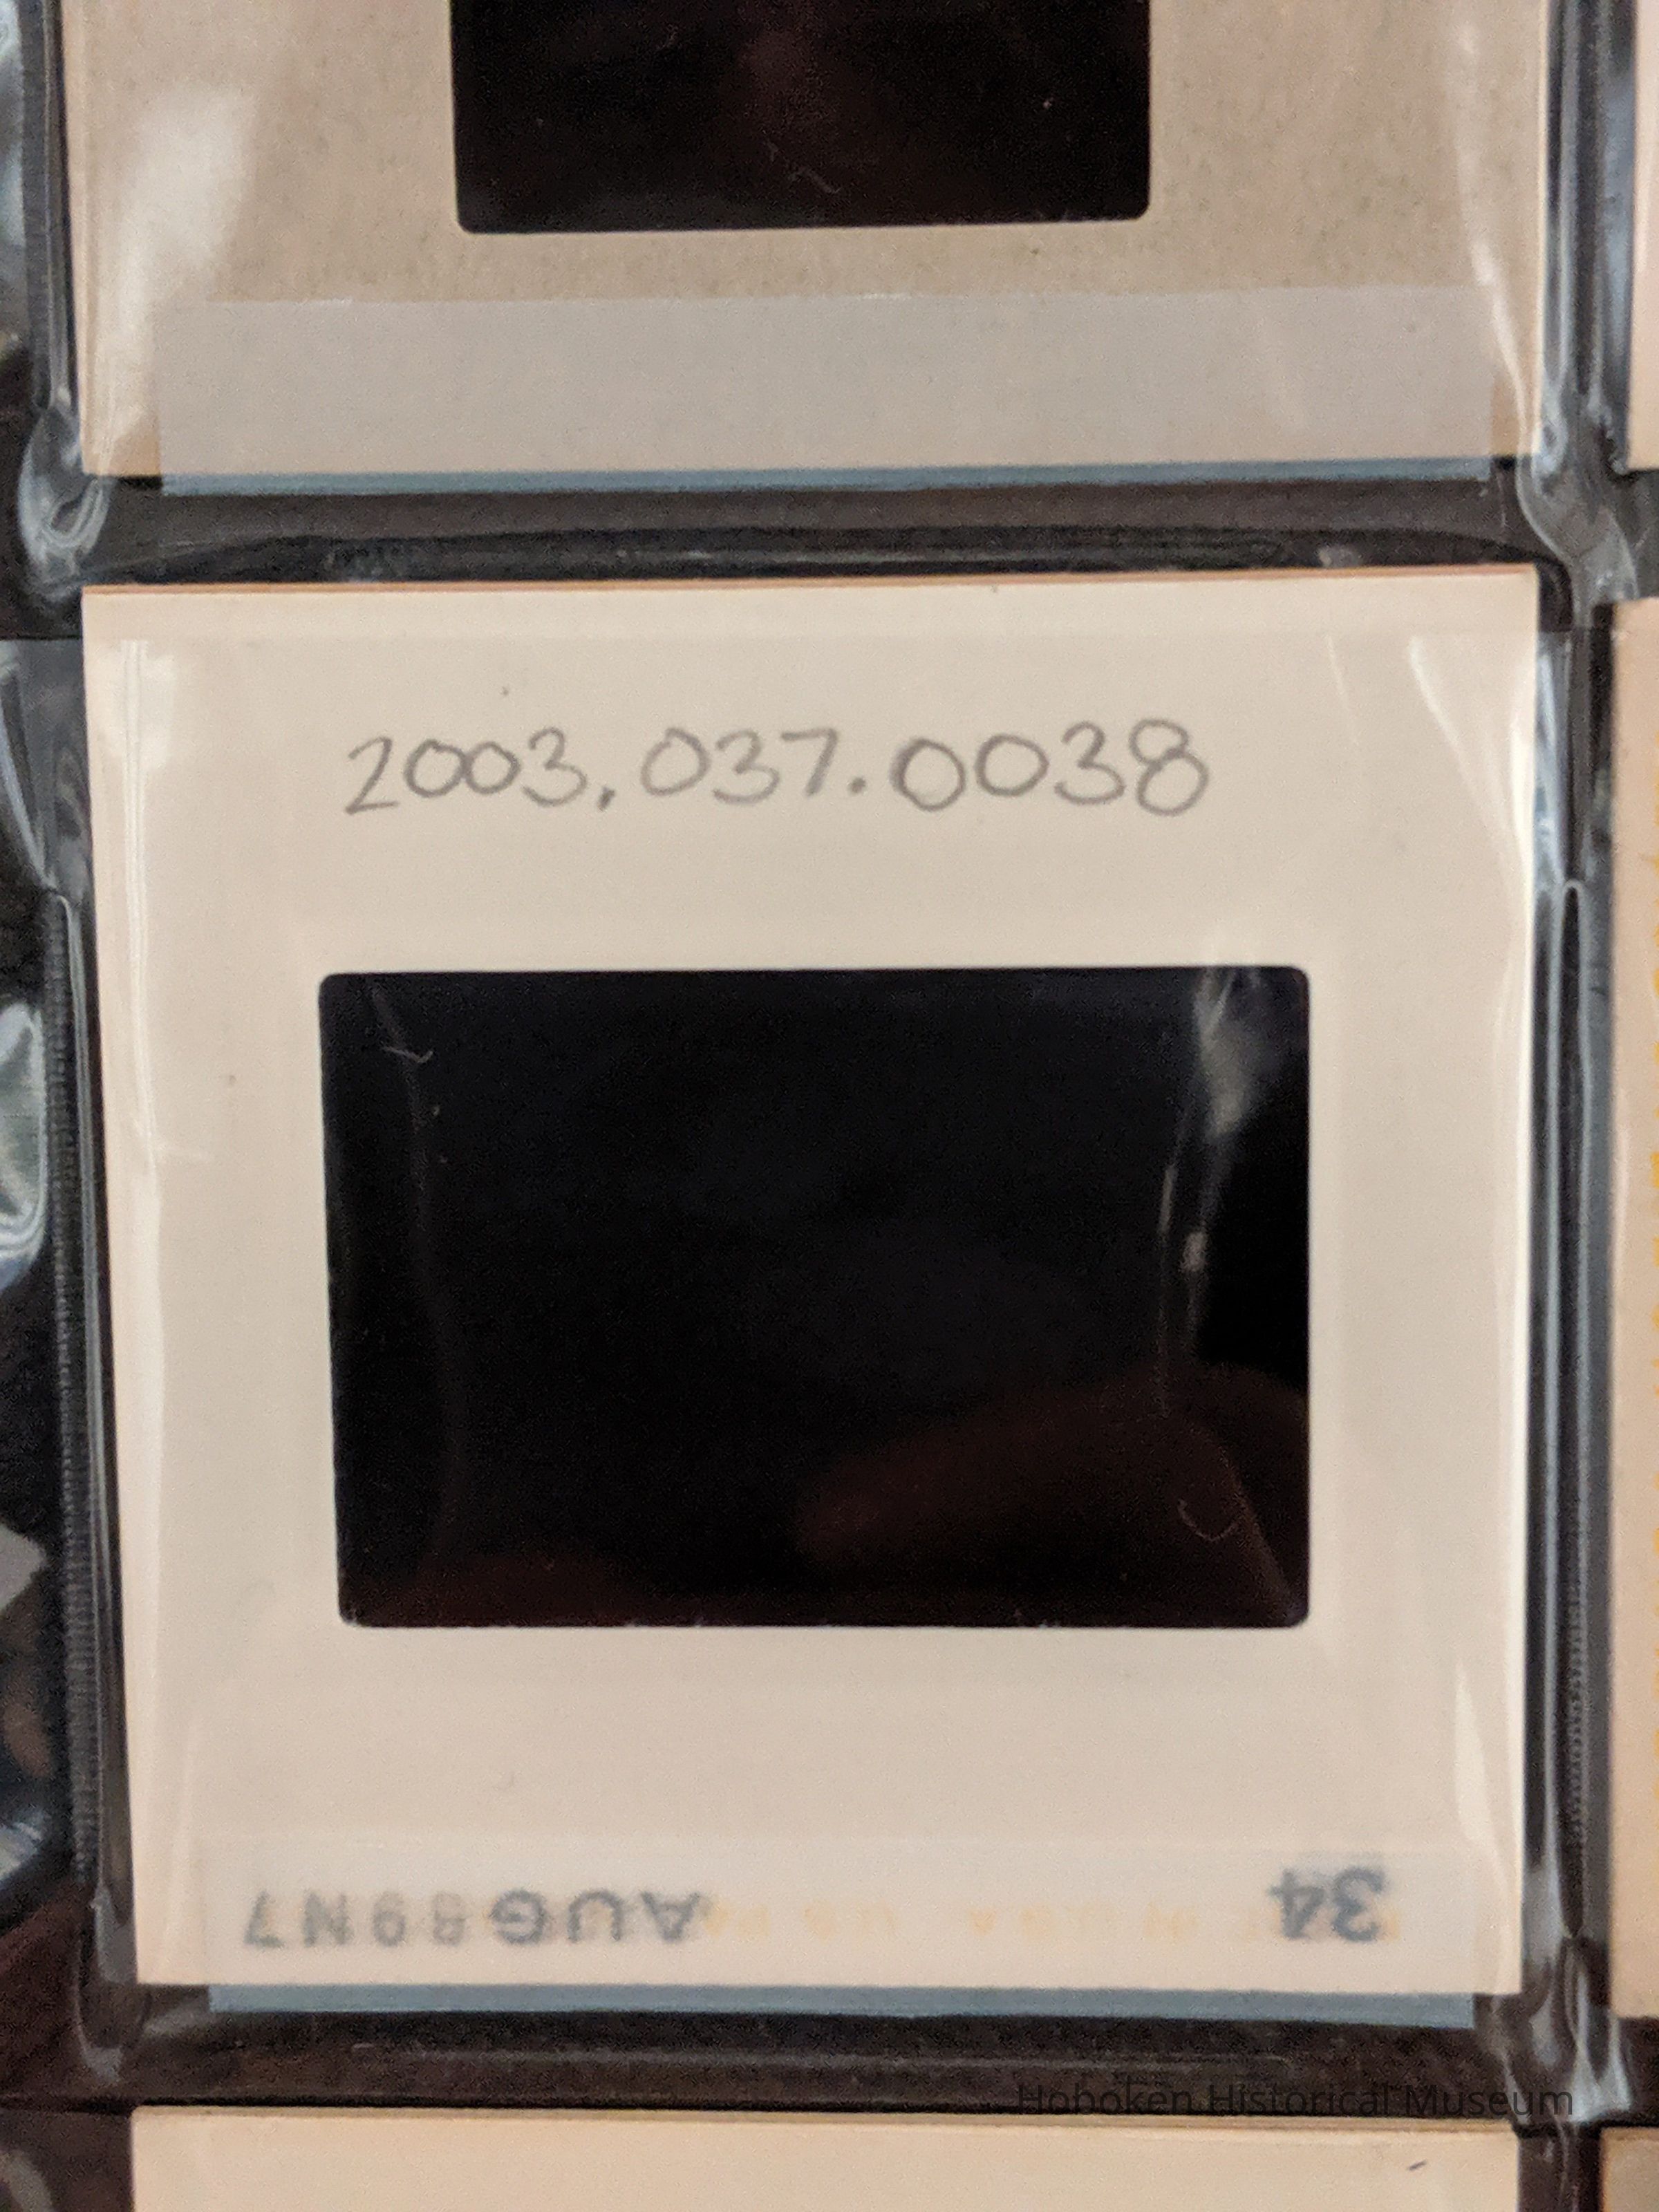 2003.037.0038
34 AUG89N7
Hoboken Historical Museum